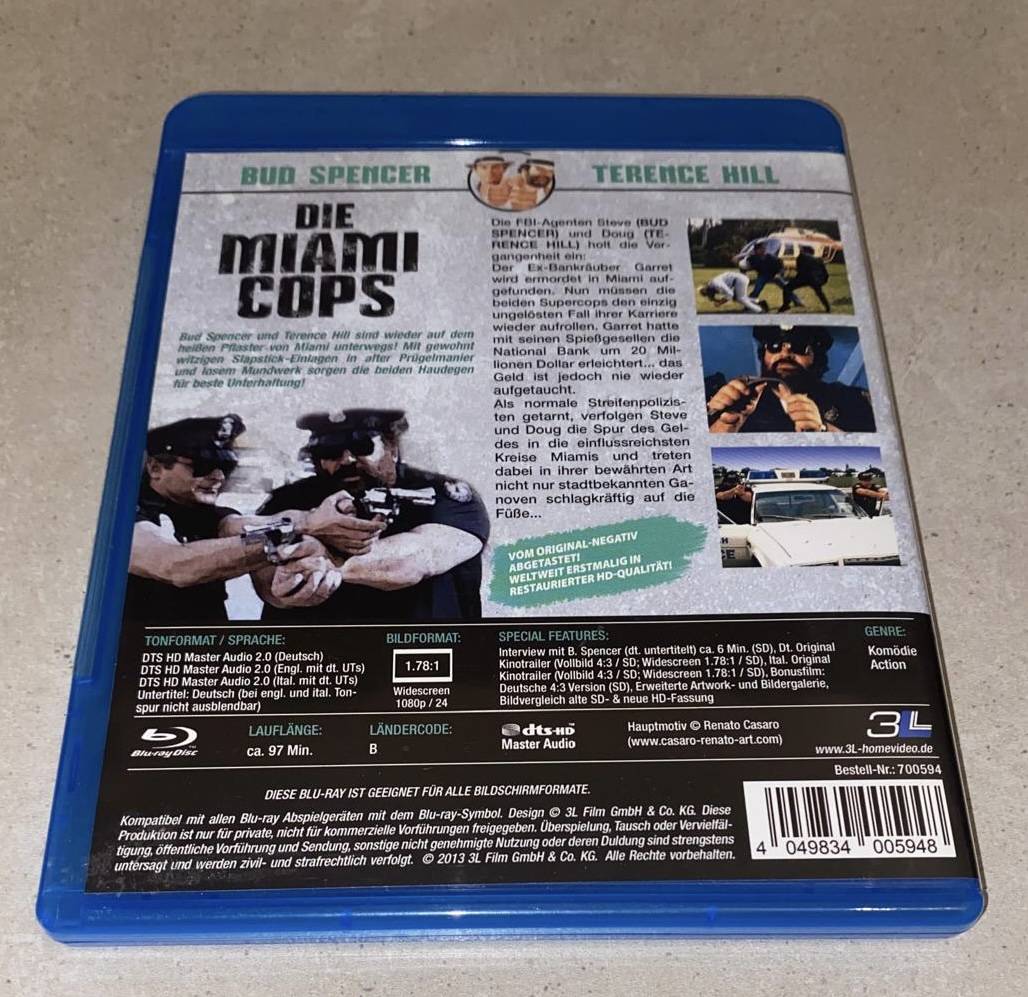 BUD SPENCER
TERENCE HILL
DIE
MIAMI
COPS
Bud Spencer und Terence Hill sind wieder auf dem
heißen Pflaster von Miami unterwegs! Mit gewohnt
witzigen Slapstick-Einlagen in alter Prügelmanier
und losem Mundwerk sorgen die beiden Haudegen
für beste Unterhaltung!
Die FBI-Agenten Steve (BUD
SPENCER) und Doug (TE-
RENCE HILL) holt die Ver-
gangenheit ein:
Der Ex-Bankräuber Garret
wird ermordet in Miami auf-
gefunden. Nun müssen die
beiden Supercops den einzig
ungelösten Fall ihrer Karriere
wieder aufrollen. Garret hatte
mit seinen Spießgesellen die
National Bank um 20 Mil-
lionen Dollar erleichtert... das
Geld ist jedoch nie wieder
aufgetaucht.
Als normale Streifenpolizis-
ten getarnt, verfolgen Steve
und Doug die Spur des Gel-
des in die einflussreichsten
Kreise Miamis und treten
dabei in ihrer bewährten Art
nicht nur stadtbekannten Ga-
noven schlagkräftig auf die
Füße...
VOM ORIGINAL-NEGATIV
ABGETASTET!
WELTWEIT ERSTMALIG IN
RESTAURIERTER HD-QUALITÄT!
TONFORMAT / SPRACHE:
DTS HD Master Audio 2.0 (Deutsch)
DTS HD Master Audio 2.0 (Engl. mit dt. UTs)
DTS HD Master Audio 2.0 (Ital. mit dt. UTs)
Untertitel: Deutsch (bei engl. und ital. Ton-
spur nicht ausblendbar)
BILDFORMAT:
1.78:1
Widescreen
1080p / 24
SPECIAL FEATURES:
Interview mit B. Spencer (dt. untertitelt) ca. 6 Min. (SD), Dt. Original
Kinotrailer (Vollbild 4:3 / SD; Widescreen 1.78:1 / SD), Ital. Original
Kinotrailer (Vollbild 4:3 / SD; Widescreen 1.78:1 / SD), Bonusfilm:
Deutsche 4:3 Version (SD), Erweiterte Artwork- und Bildergalerie,
Bildvergleich alte SD- & neue HD-Fassung
GENRE:
Komödie
Action
Blu-ray Disc
LAUFLÄNGE:
ca. 97 Min.
LÄNDERCODE:
B
dts-HD
Master Audio
Hauptmotiv © Renato Casaro
(www.casaro-renato-art.com)
3L
www.3L-homevideo.de
Bestell-Nr.: 700594
DIESE BLU-RAY IST GEEIGNET FÜR ALLE BILDSCHIRMFORMATE.
Kompatibel mit allen Blu-ray Abspielgeräten mit dem Blu-ray-Symbol. Design © 3L Film GmbH & Co. KG. Diese
Produktion ist nur für private, nicht für kommerzielle Vorführungen freigegeben. Überspielung, Tausch oder Vervielfäl-
tigung, öffentliche Vorführung und Sendung, sonstige nicht genehmigte Nutzung oder deren Duldung sind strengstens
untersagt und werden zivil- und strafrechtlich verfolgt. © 2013 3L Film GmbH & Co. KG. Alle Rechte vorbehalten.
4 049834 005948